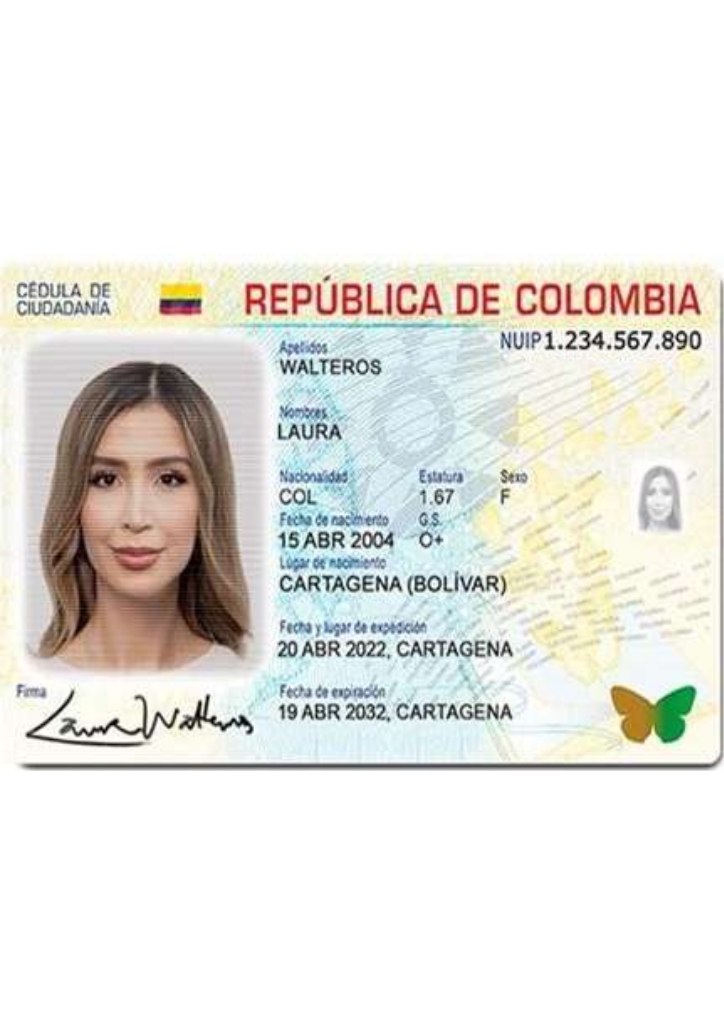 CÉDULA DE
CIUDADANÍA
REPÚBLICA DE COLOMBIA
NUIP 1.234.567.890
Apellidos
WALTEROS
Nombres
LAURA
Nacionalidad Estatura Sexo
COL 1.67 F
Fecha de nacimiento G.S.
15 ABR 2004 O+
Lugar de nacimiento
CARTAGENA (BOLÍVAR)
Fecha y lugar de expedición
20 ABR 2022, CARTAGENA
Fecha de expiración
19 ABR 2032, CARTAGENA
Firma
Laura Walteros